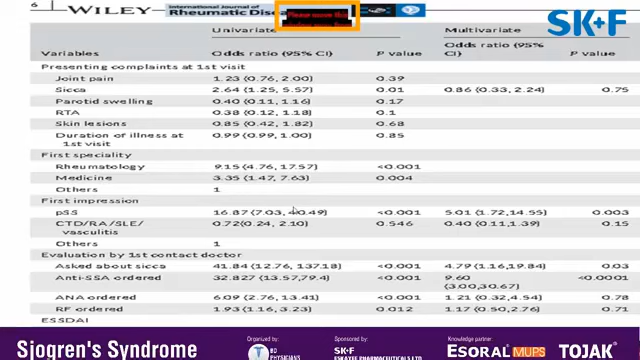 6
WILEY
International Journal of
Rheumatic Dise
SK+F
Univariate Multivariate
Variables Odds ratio (95% CI) P value Odds ratio (95% CI) P value
Presenting complaints at 1st visit
Joint pain 1.23 (0.76, 2.00) 0.39
Sicca 2.64 (1.25, 5.57) 0.01 0.86 (0.33, 2.24) 0.75
Parotid swelling 0.40 (0.11, 1.16) 0.17
RTA 0.38 (0.12, 1.18) 0.1
Skin lesions 0.85 (0.42, 1.82) 0.68
Duration of illness at 1st visit 0.99 (0.99, 1.00) 0.85
First speciality
Rheumatology 9.15 (4.76, 17.57) <0.001
Medicine 3.35 (1.47, 7.63) 0.004
Others 1
First impression
pSS 16.87 (7.03, 40.49) <0.001 5.01 (1.72,14.55) 0.003
CTD/RA/SLE/vasculitis 0.72(0.24, 2.10) 0.546 0.40 (0.11,1.39) 0.15
Others 1
Evaluation by 1st contact doctor
Asked about sicca 41.84 (12.76, 137.18) <0.001 4.79 (1.16,19.84) 0.03
Anti-SSA ordered 32.827 (13.57,79.4) <0.001 9.60 (3.00,30.67) <0.0001
ANA ordered 6.09 (2.76, 13.41) <0.001 1.21 (0.32,4.54) 0.78
RF ordered 1.93 (1.16, 3.23) 0.012 1.17 (0.50, 2.76) 0.71
ESSDAI
Sjogren's Syndrome
Organized by:
BD PHYSICIANS
Sponsored by:
SK+F
ESKAYEF PHARMACEUTICALS LTD
Knowledge partner:
ESORAL MUPS
TOJAK